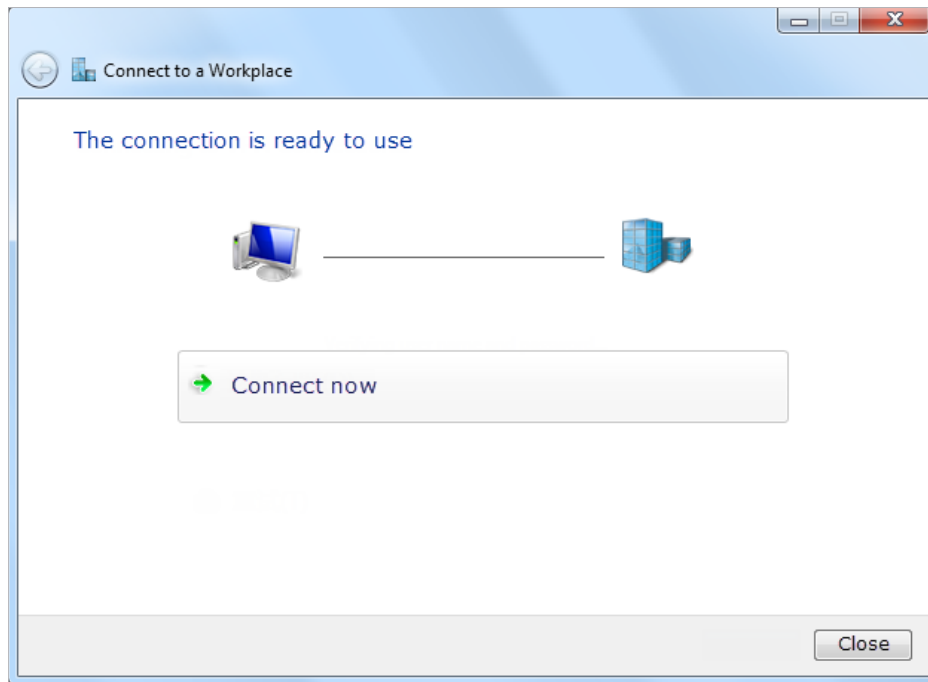 Connect to a Workplace
The connection is ready to use
Connect now
Close